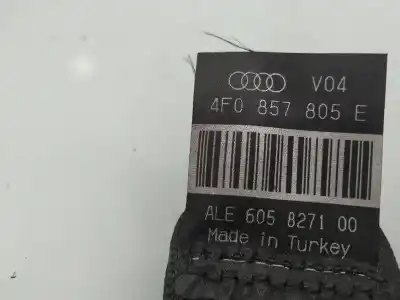 V04
4F0 857 805 E
ALE 605 8271 00
Made in Turkey